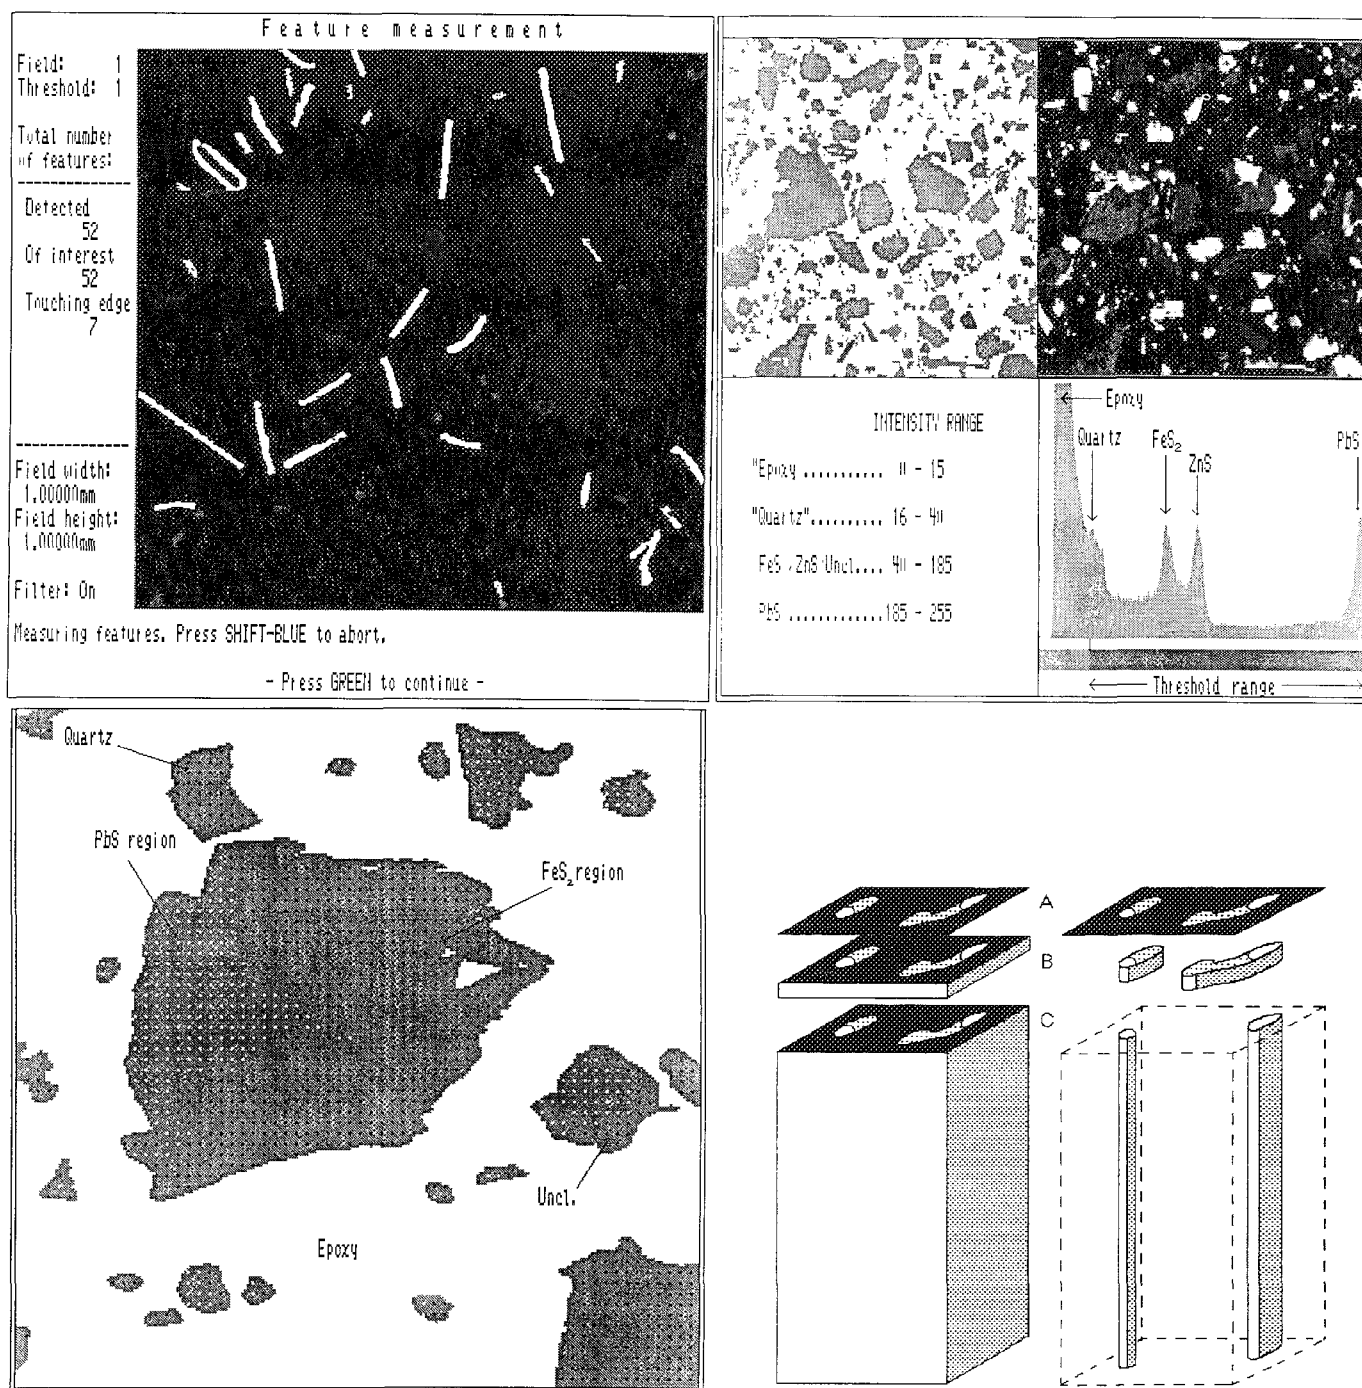 Feature measurement
Field: 1
Threshold: 1
Total number
of features:
Detected
52
Of interest
52
Touching edge
7
Field width:
1.00000mm
Field height:
1.00000mm
Filter: On
Measuring features. Press SHIFT-BLUE to abort.
- Press GREEN to continue -
INTENSITY RANGE
"Epoxy ........... 0 - 15
"Quartz".......... 16 - 40
FeS /ZnS/Uncl.... 40 - 185
PbS .............185 - 255
Epoxy
Quartz
FeS₂
ZnS
PbS
Threshold range
Quartz
PbS region
FeS₂ region
Uncl.
Epoxy
A
B
C